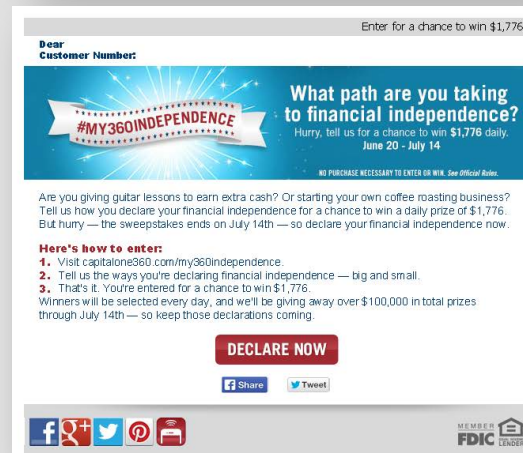 Enter for a chance to win $1,776
Dear
Customer Number:
#MY360INDEPENDENCE
What path are you taking
to financial independence?
Hurry, tell us for a chance to win $1,776 daily.
June 20 - July 14
NO PURCHASE NECESSARY TO ENTER OR WIN. See Official Rules.
Are you giving guitar lessons to earn extra cash? Or starting your own coffee roasting business?
Tell us how you declare your financial independence for a chance to win a daily prize of $1,776.
But hurry — the sweepstakes ends on July 14th — so declare your financial independence now.
Here's how to enter:
1. Visit capitalone360.com/my360independence.
2. Tell us the ways you're declaring financial independence — big and small.
3. That's it. You're entered for a chance to win $1,776.
Winners will be selected every day, and we'll be giving away over $100,000 in total prizes
through July 14th — so keep those declarations coming.
DECLARE NOW
f Share
Tweet
f g+
MEMBER
FDIC
LENDER